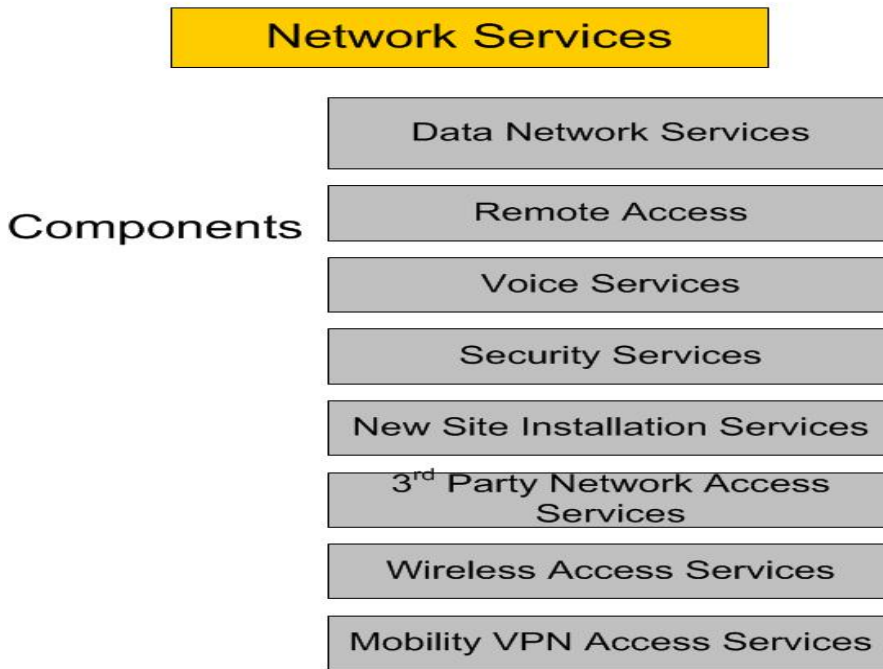 Network Services
Data Network Services
Components
Remote Access
Voice Services
Security Services
New Site Installation Services
3rd Party Network Access
Services
Wireless Access Services
Mobility VPN Access Services